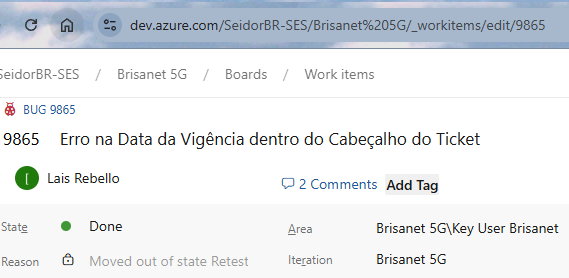 dev.azure.com/SeidorBR-SES/Brisanet%205G/_workitems/edit/9865
SeidorBR-SES / Brisanet 5G / Boards / Work items
BUG 9865
9865 Erro na Data da Vigência dentro do Cabeçalho do Ticket
[ Lais Rebello 2 Comments Add Tag
State Done Area Brisanet 5G\Key User Brisanet
Reason Moved out of state Retest Iteration Brisanet 5G